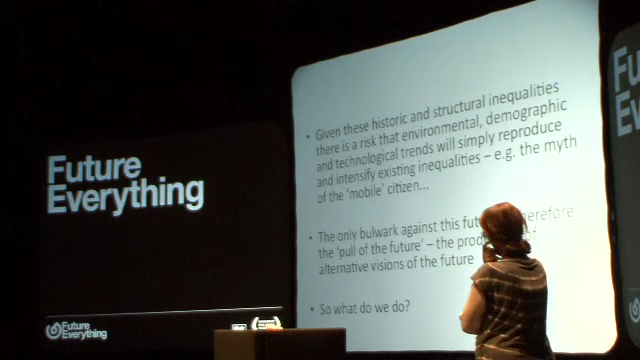 Future
Everything
Future
Everything
• Given these historic and structural inequalities
there is a risk that environmental, demographic
and technological trends will simply reproduce
and intensify existing inequalities – e.g. the myth
of the 'mobile' citizen...
• The only bulwark against this
the 'pull of the future' – the
alternative visions of the future
• So what do we do?
Fu
Ev